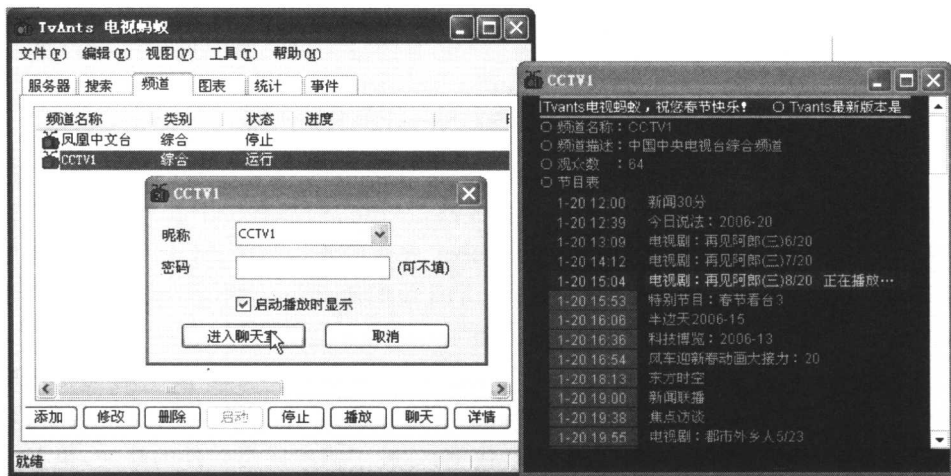 TvAnts 电视蚂蚁
文件(F) 编辑(E) 视图(V) 工具(T) 帮助(H)
服务器 搜索 频道 图表 统计 事件
频道名称 类别 状态 进度
凤凰中文台 综合 停止
CCTV1 综合 运行
CCTV1
昵称 CCTV1
密码 (可不填)
启动播放时显示
进入聊天室 取消
添加 修改 删除 启动 停止 播放 聊天 详情
就绪
CCTV1
Tvants电视蚂蚁，祝您春节快乐! ○ Tvants最新版本是
○ 频道名称：CCTV1
○ 频道描述：中国中央电视台综合频道
○ 观众数 ：64
○ 节目表
1-20 12:00 新闻30分
1-20 12:39 今日说法：2006-20
1-20 13:09 电视剧：再见阿郎(三)6/20
1-20 14:12 电视剧：再见阿郎(三)7/20
1-20 15:04 电视剧：再见阿郎(三)8/20 正在播放…
1-20 15:53 特别节目：春节看台3
1-20 16:06 半边天2006-15
1-20 16:36 科技博览：2006-13
1-20 16:54 风车迎新春动画大接力：20
1-20 18:13 东方时空
1-20 19:00 新闻联播
1-20 19:38 焦点访谈
1-20 19:55 电视剧：都市外乡人5/23